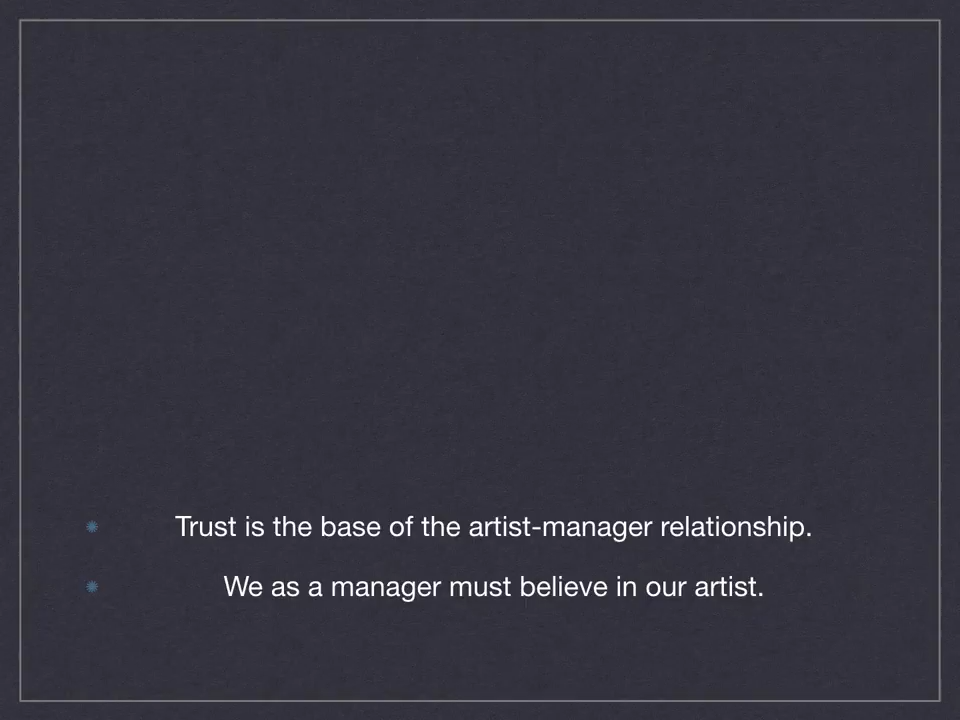 Trust is the base of the artist-manager relationship.
We as a manager must believe in our artist.